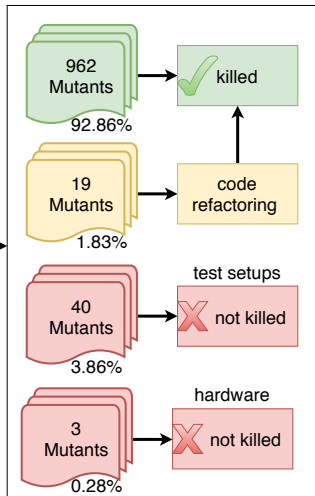 962
Mutants
92.86%
killed
19
Mutants
1.83%
code
refactoring
40
Mutants
3.86%
test setups
not killed
3
Mutants
0.28%
hardware
not killed